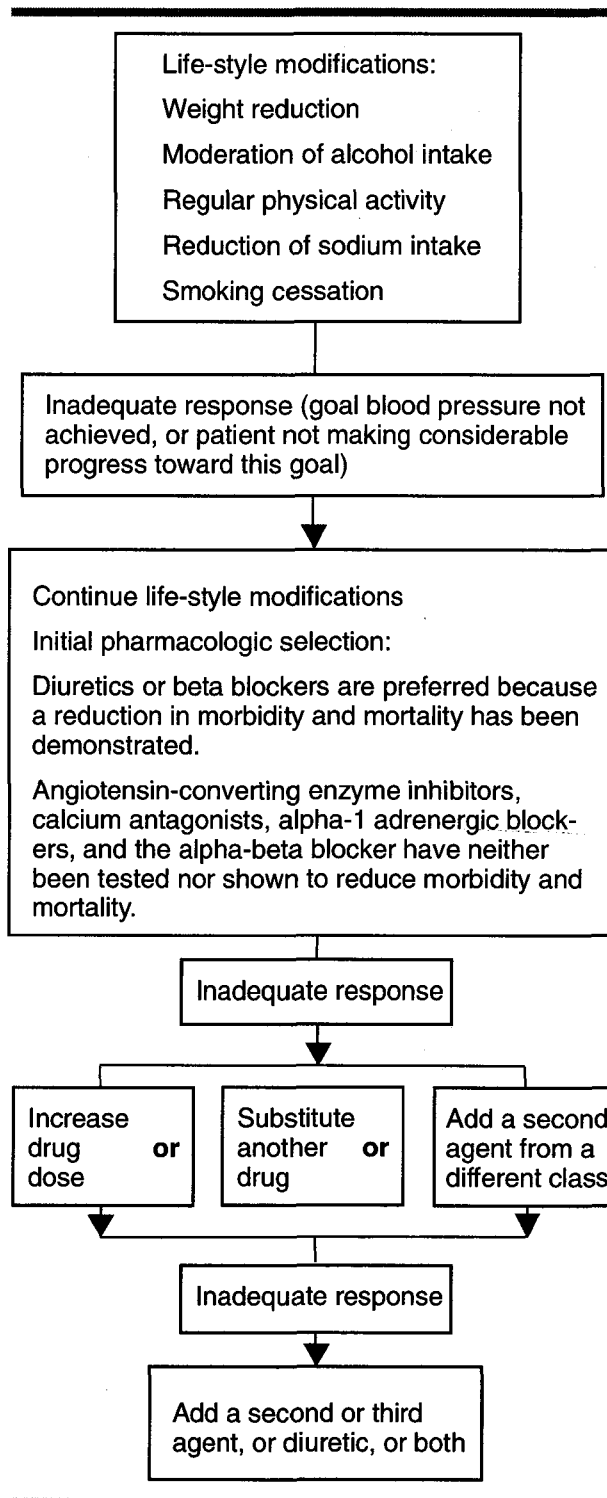 Life-style modifications:
Weight reduction
Moderation of alcohol intake
Regular physical activity
Reduction of sodium intake
Smoking cessation
Inadequate response (goal blood pressure not
achieved, or patient not making considerable
progress toward this goal)
Continue life-style modifications
Initial pharmacologic selection:
Diuretics or beta blockers are preferred because
a reduction in morbidity and mortality has been
demonstrated.
Angiotensin-converting enzyme inhibitors,
calcium antagonists, alpha-1 adrenergic block-
ers, and the alpha-beta blocker have neither
been tested nor shown to reduce morbidity and
mortality.
Inadequate response
Increase
drug or
dose
Substitute
another or
drug
Add a second
agent from a
different class
Inadequate response
Add a second or third
agent, or diuretic, or both